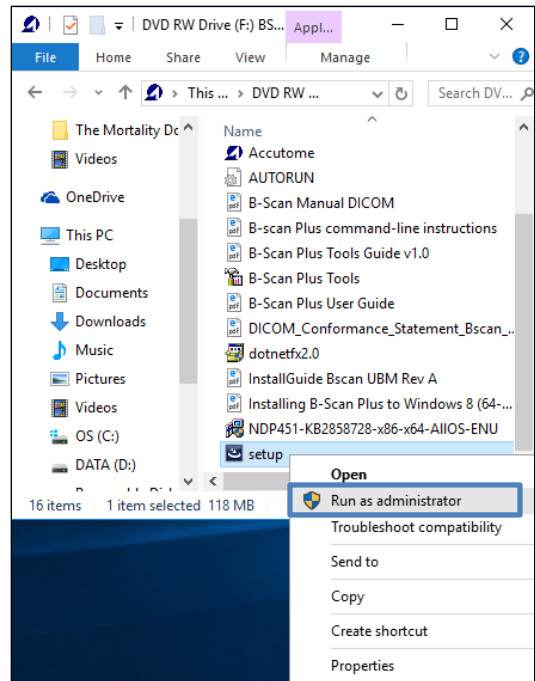 DVD RW Drive (F:) BS... Appl...
File Home Share View Manage
This ... > DVD RW ... Search DV...
The Mortality Dc
Videos
OneDrive
This PC
Desktop
Documents
Downloads
Music
Pictures
Videos
OS (C:)
DATA (D:)
Name
Accutome
AUTORUN
B-Scan Manual DICOM
B-scan Plus command-line instructions
B-Scan Plus Tools Guide v1.0
B-Scan Plus Tools
B-Scan Plus User Guide
DICOM_Conformance_Statement_Bscan_..
dotnetfx2.0
InstallGuide Bscan UBM Rev A
Installing B-Scan Plus to Windows 8 (64-...
NDP451-KB2858728-x86-x64-AllOS-ENU
setup
16 items 1 item selected 118 MB
Open
Run as administrator
Troubleshoot compatibility
Send to
Copy
Create shortcut
Properties